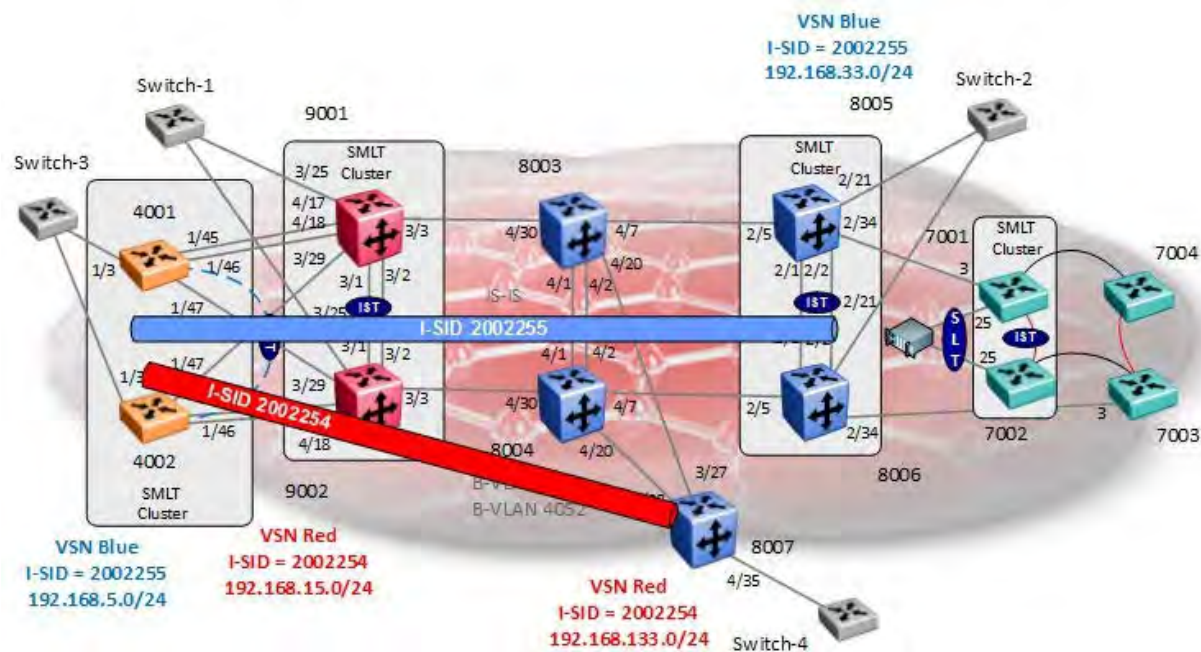 VSN Blue
I-SID = 2002255
192.168.33.0/24
Switch-1
Switch-2
9001
8005
Switch-3
SMLT
Cluster
8003
SMLT
Cluster
3/25
4001
4/17
4/18
2/21
7001
SMLT
Cluster
7004
1/45
3/3
4/30
4/7
2/5
2/34
1/3
1/46
3/29
3/1
3/2
4/20
4/1
4/2
2/1
2/2
3
IS-IS
1/47
3/25
IST
IST
2/21
I-SID 2002255
S
L
T
25
IST
25
3/1
3/2
4/1
4/2
1/47
3/29
3/3
4/30
4/7
2/5
I-SID 2002254
1/46
4/18
8004
4/20
2/34
7002
3
7003
4002
9002
3/27
8006
SMLT
Cluster
B-VLAN 4052
8007
VSN Blue
I-SID = 2002255
192.168.5.0/24
VSN Red
I-SID = 2002254
192.168.15.0/24
4/35
VSN Red
I-SID = 2002254
192.168.133.0/24
Switch-4